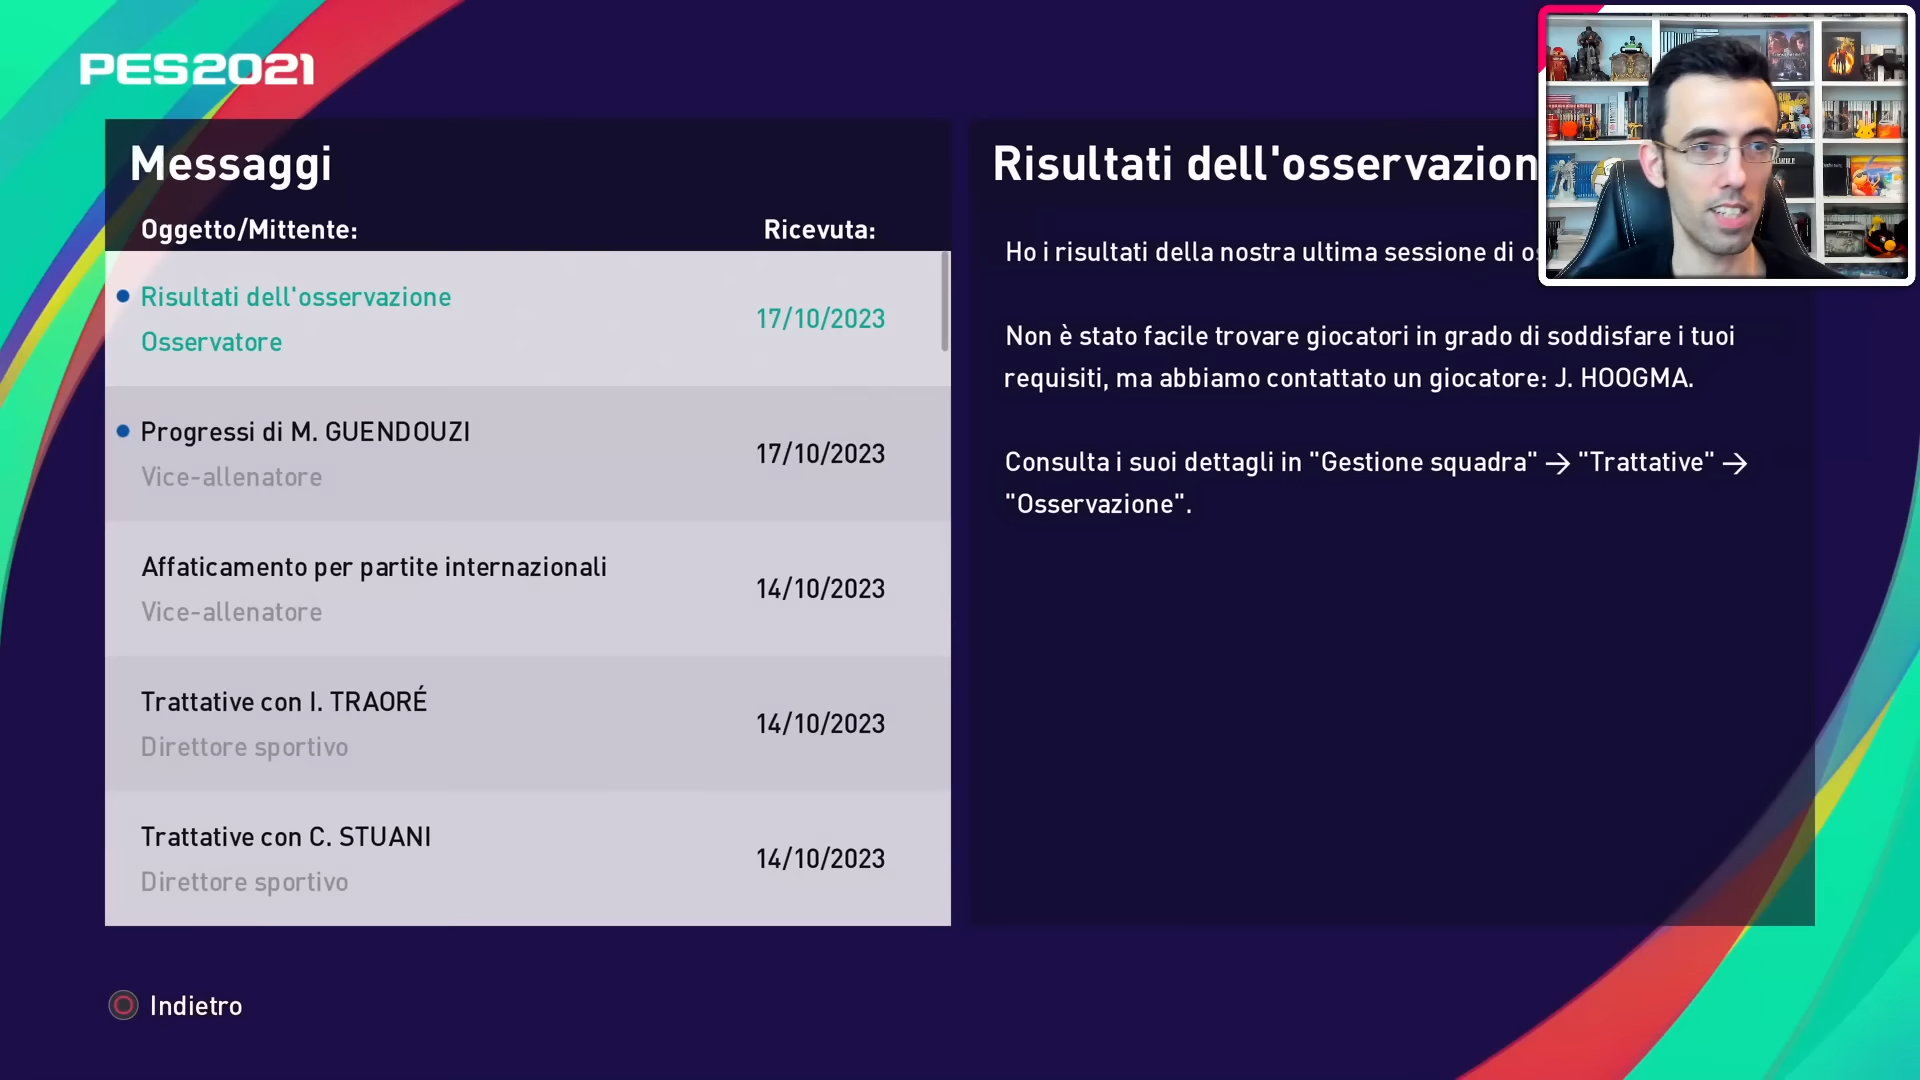 PES2021
Messaggi
Oggetto/Mittente: Ricevuta:
Risultati dell'osservazione
Osservatore
17/10/2023
Progressi di M. GUENDOUZI
Vice-allenatore
17/10/2023
Affaticamento per partite internazionali
Vice-allenatore
14/10/2023
Trattative con I. TRAORÉ
Direttore sportivo
14/10/2023
Trattative con C. STUANI
Direttore sportivo
14/10/2023
Risultati dell'osservazion
Ho i risultati della nostra ultima sessione di
Non è stato facile trovare giocatori in grado di soddisfare i tuoi
requisiti, ma abbiamo contattato un giocatore: J. HOOGMA.
Consulta i suoi dettagli in "Gestione squadra" → "Trattative" →
"Osservazione".
Indietro